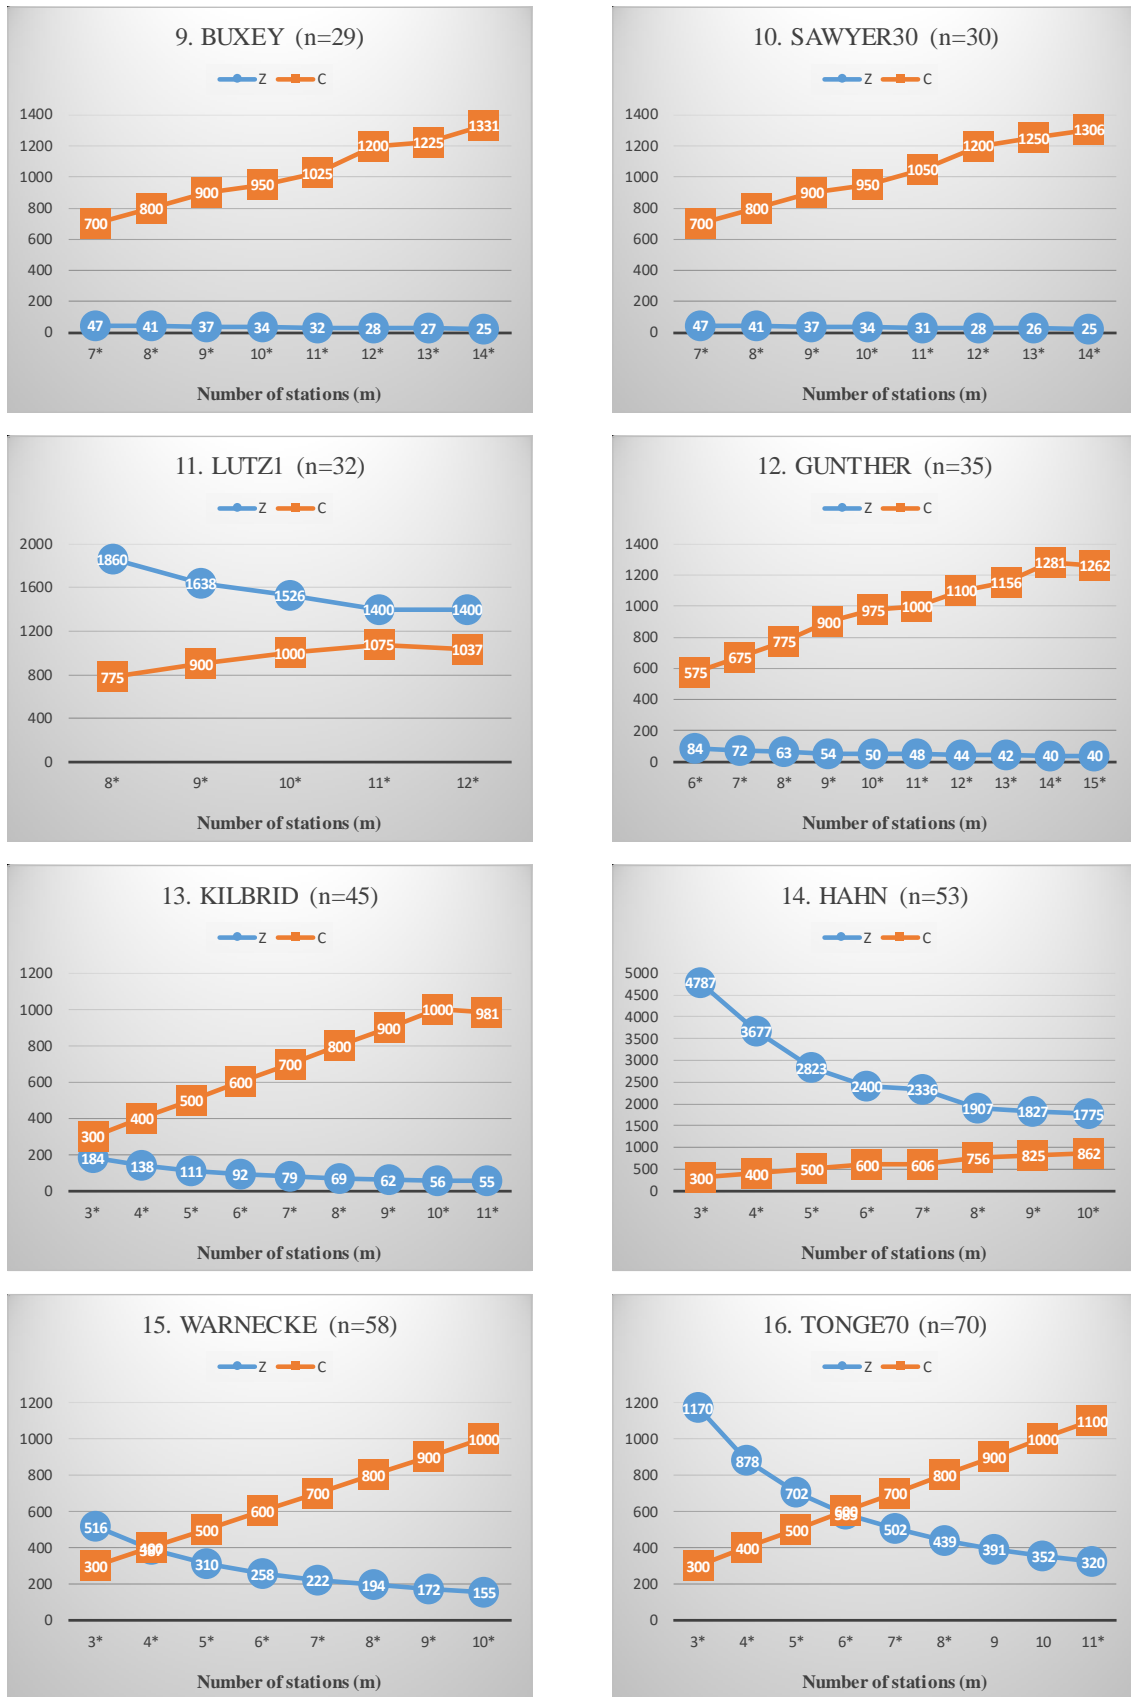 9. BUXEY (n=29)
Z C
1400
1200
1000
800
600
400
200
0
700 800 900 950 1025 1200 1225 1331
47 41 37 34 32 28 27 25
7* 8* 9* 10* 11* 12* 13* 14*
Number of stations (m)
10. SAWYER30 (n=30)
Z C
1400
1200
1000
800
600
400
200
0
700 800 900 950 1050 1200 1250 1306
47 41 37 34 31 28 26 25
7* 8* 9* 10* 11* 12* 13* 14*
Number of stations (m)
11. LUTZ1 (n=32)
Z C
2000
1600
1200
800
400
0
1860 1638 1526 1400 1400
775 900 1000 1075 1037
8* 9* 10* 11* 12*
Number of stations (m)
12. GUNTHER (n=35)
Z C
1400
1200
1000
800
600
400
200
0
575 675 775 900 975 1000 1100 1156 1281 1262
84 72 63 54 50 48 44 42 40 40
6* 7* 8* 9* 10* 11* 12* 13* 14* 15*
Number of stations (m)
13. KILBRID (n=45)
Z C
1200
1000
800
600
400
200
0
300 400 500 600 700 800 900 1000 981
184 138 111 92 79 69 62 56 55
3* 4* 5* 6* 7* 8* 9* 10* 11*
Number of stations (m)
14. HAHN (n=53)
Z C
5000
4500
4000
3500
3000
2500
2000
1500
1000
500
0
4787 3677 2823 2400 2336 1907 1827 1775
300 400 500 600 606 756 825 862
3* 4* 5* 6* 7* 8* 9* 10*
Number of stations (m)
15. WARNECKE (n=58)
Z C
1200
1000
800
600
400
200
0
516 310 258 222 194 172 155
300 400 500 600 700 800 900 1000
3* 4* 5* 6* 7* 8* 9* 10*
Number of stations (m)
16. TONGE70 (n=70)
Z C
1200
1000
800
600
400
200
0
1170 878 702 585 502 439 391 352 320
300 400 500 600 700 800 900 1000 1100
3* 4* 5* 6* 7* 8* 9 10 11*
Number of stations (m)